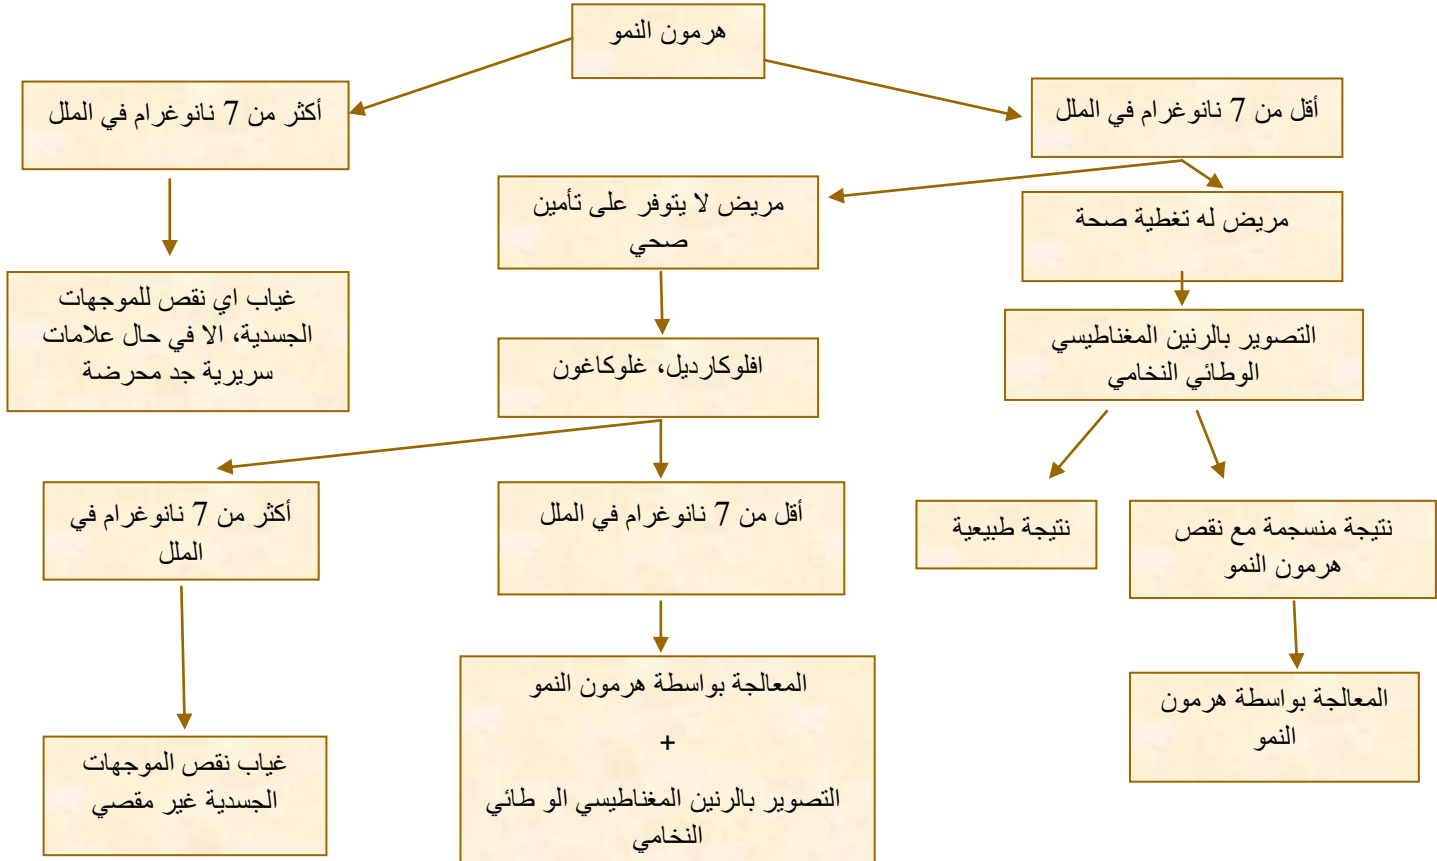 هرمون النمو
أقل من 7 نانوغرام في الملل
أكثر من 7 نانوغرام في الملل
مريض له تغطية صحة
مريض لا يتوفر على تأمين
صحي
غياب اي نقص للموجهات
الجسدية، الا في حال علامات
سريرية جد محرضة
التصوير بالرنين المغناطيسي
الوطائي النخامي
افلوكارديل، غلوكاغون
نتيجة منسجمة مع نقص
هرمون النمو
نتيجة طبيعية
أقل من 7 نانوغرام في الملل
أكثر من 7 نانوغرام في
الملل
المعالجة بواسطة هرمون
النمو
المعالجة بواسطة هرمون النمو
+
التصوير بالرنين المغناطيسي الو طائي
النخامي
غياب نقص الموجهات
الجسدية غير مقصي